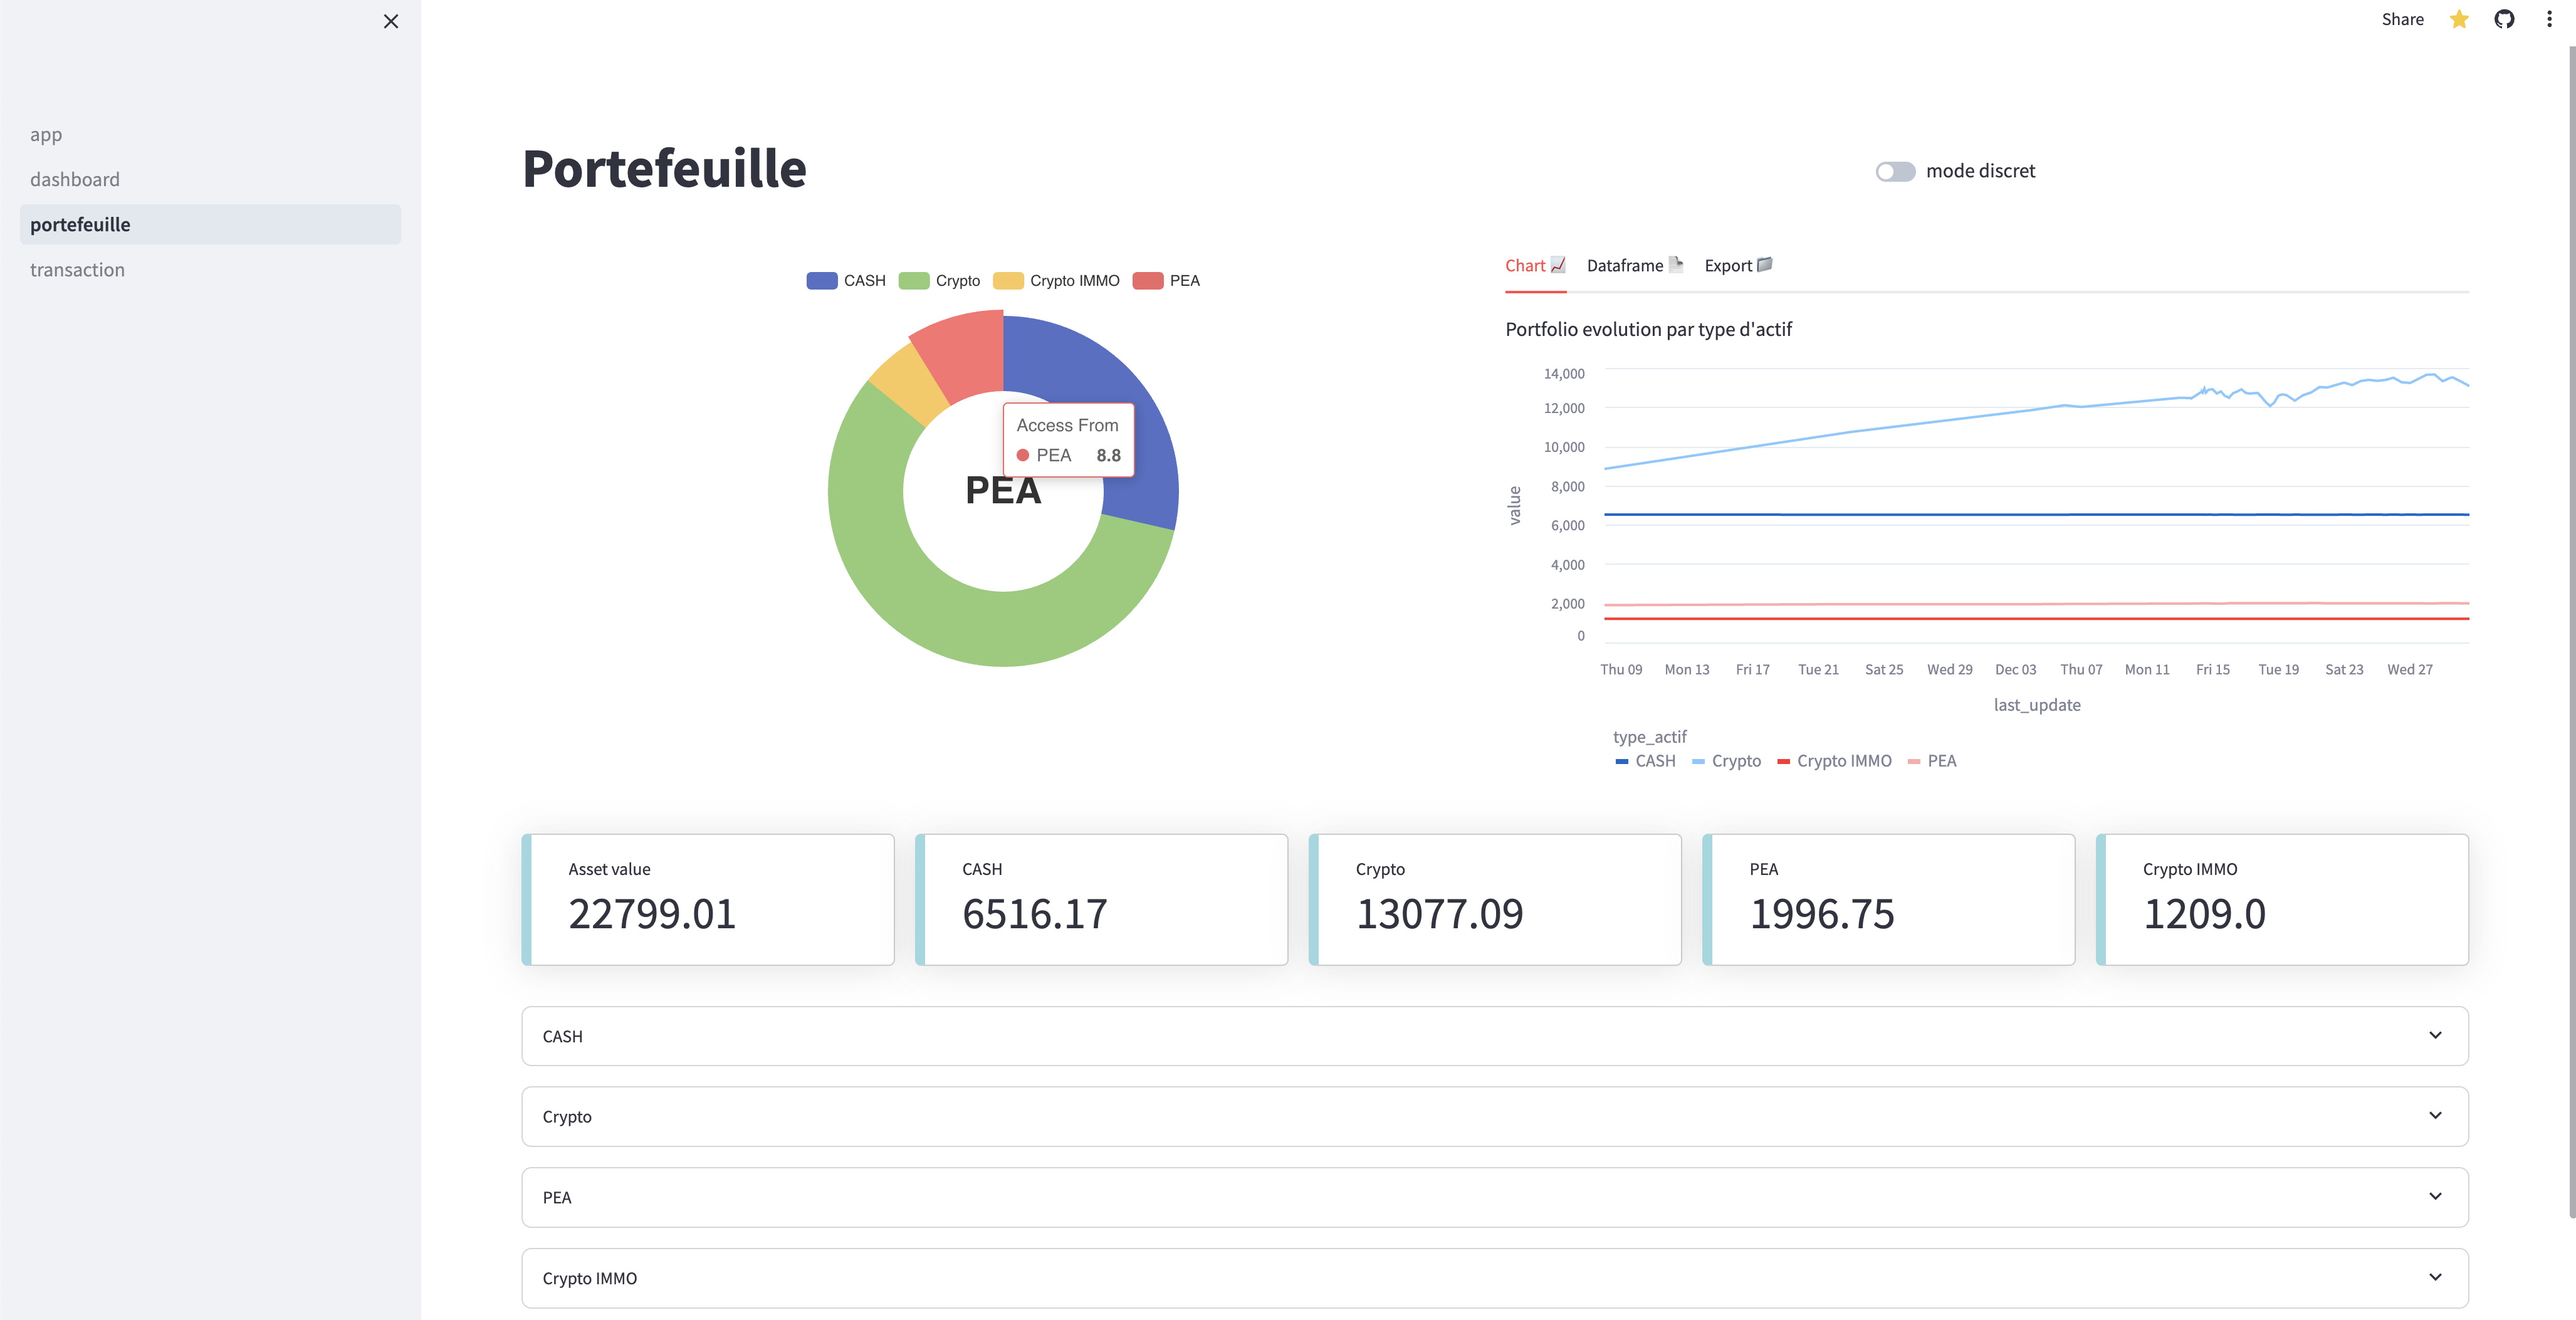 Share
app
dashboard
portefeuille
transaction
Portefeuille
mode discret
CASH Crypto Crypto IMMO PEA
Access From
PEA 8.8
PEA
Chart Dataframe Export
Portfolio evolution par type d'actif
14,000
12,000
10,000
8,000
6,000
4,000
2,000
0
value
Thu 09 Mon 13 Fri 17 Tue 21 Sat 25 Wed 29 Dec 03 Thu 07 Mon 11 Fri 15 Tue 19 Sat 23 Wed 27
last_update
type_actif
CASH Crypto Crypto IMMO PEA
Asset value
22799.01
CASH
6516.17
Crypto
13077.09
PEA
1996.75
Crypto IMMO
1209.0
CASH
Crypto
PEA
Crypto IMMO